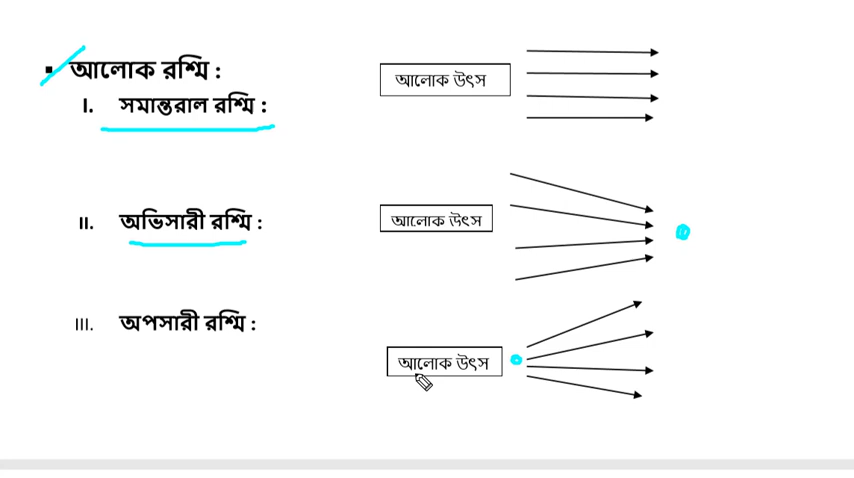 ▪ আলোক রশ্মি :
আলোক উৎস
I. সমান্তরাল রশ্মি :
II. অভিসারী রশ্মি :
আলোক উৎস
III. অপসারী রশ্মি :
আলোক উৎস